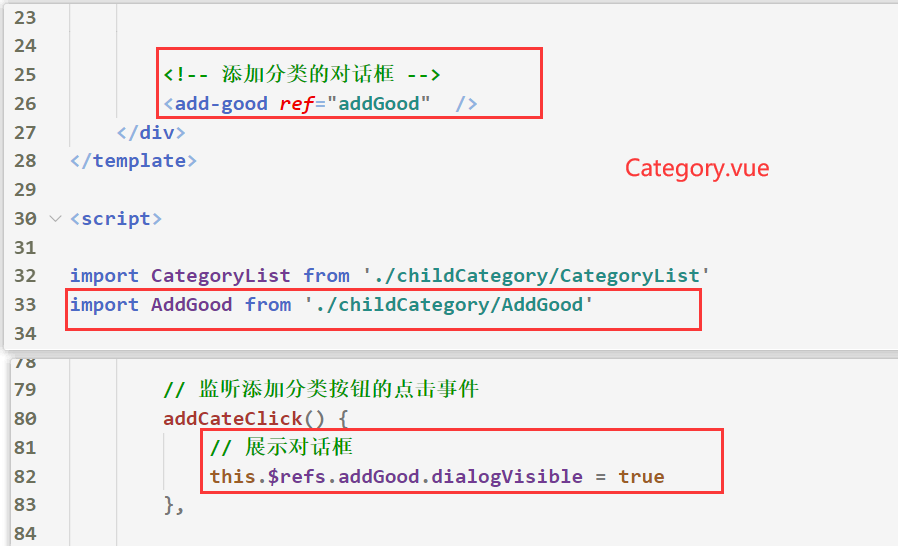 23
24
25 <!-- 添加分类的对话框 -->
26 <add-good ref="addGood" />
27 </div>
28 </template>
Category.vue
29
30 <script>
31
32 import CategoryList from './childCategory/CategoryList'
33 import AddGood from './childCategory/AddGood'
34
78
79 // 监听添加分类按钮的点击事件
80 addCateClick() {
81 // 展示对话框
82 this.$refs.addGood.dialogVisible = true
83 },
84